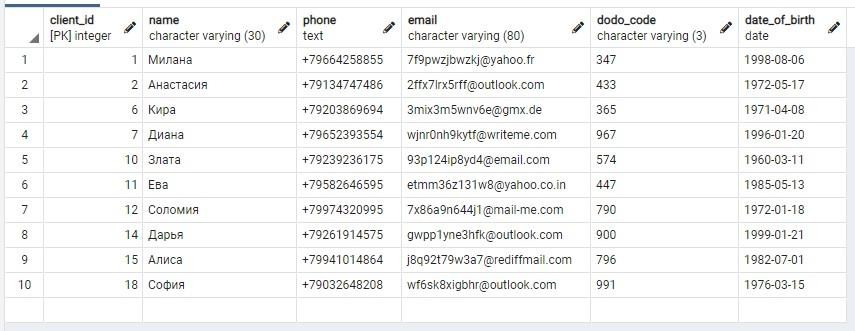 client_id name phone email dodo_code date_of_birth
[PK] integer character varying (30) text character varying (80) character varying (3) date
1 1 Милана +79664258855 7f9pwzjbwzkj@yahoo.fr 347 1998-08-06
2 2 Анастасия +79134747486 2ffx7lrx5rff@outlook.com 433 1972-05-17
3 6 Кира +79203869694 3mix3m5wnv6e@gmx.de 365 1971-04-08
4 7 Диана +79652393554 wjnr0nh9kytf@writeme.com 967 1996-01-20
5 10 Злата +79239236175 93p124ip8yd4@email.com 574 1960-03-11
6 11 Ева +79582646595 etmm36z131w8@yahoo.co.in 447 1985-05-13
7 12 Соломия +79974320995 7x86a9n644j1@mail-me.com 790 1972-01-18
8 14 Дарья +79261914575 gwpp1yne3hfk@outlook.com 900 1999-01-21
9 15 Алиса +79941014864 j8q92t79w3a7@rediffmail.com 796 1982-07-01
10 18 София +79032648208 wf6sk8xigbhr@outlook.com 991 1976-03-15